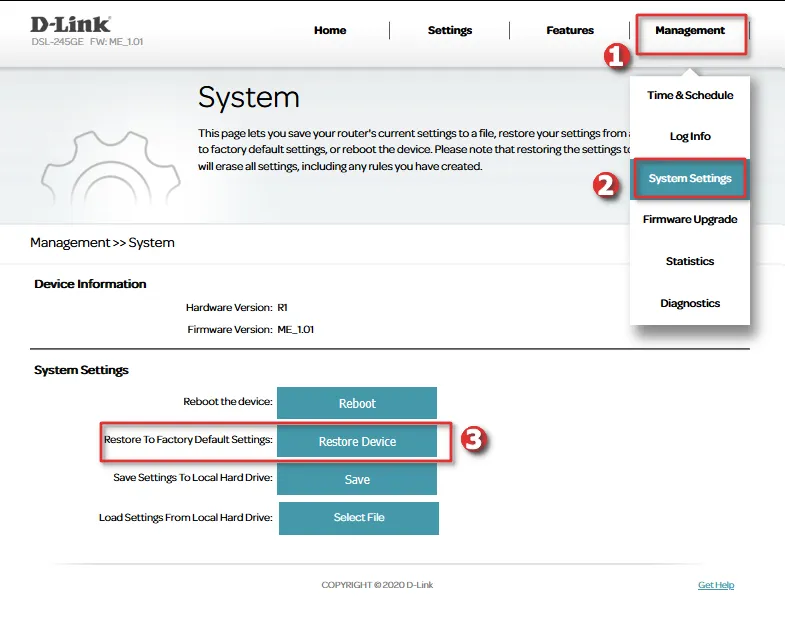 D-Link
DSL-245GE FW: ME_1.01
Home
Settings
Features
Management
1
Time & Schedule
Log Info
System Settings
2
Firmware Upgrade
Statistics
Diagnostics
System
This page lets you save your router's current settings to a file, restore your settings from
to factory default settings, or reboot the device. Please note that restoring the settings
will erase all settings, including any rules you have created.
Management >> System
Device Information
Hardware Version: R1
Firmware Version: ME_1.01
System Settings
Reboot the device: Reboot
Restore To Factory Default Settings: Restore Device
3
Save Settings To Local Hard Drive: Save
Load Settings From Local Hard Drive: Select File
COPYRIGHT © 2020 D-Link
Get Help